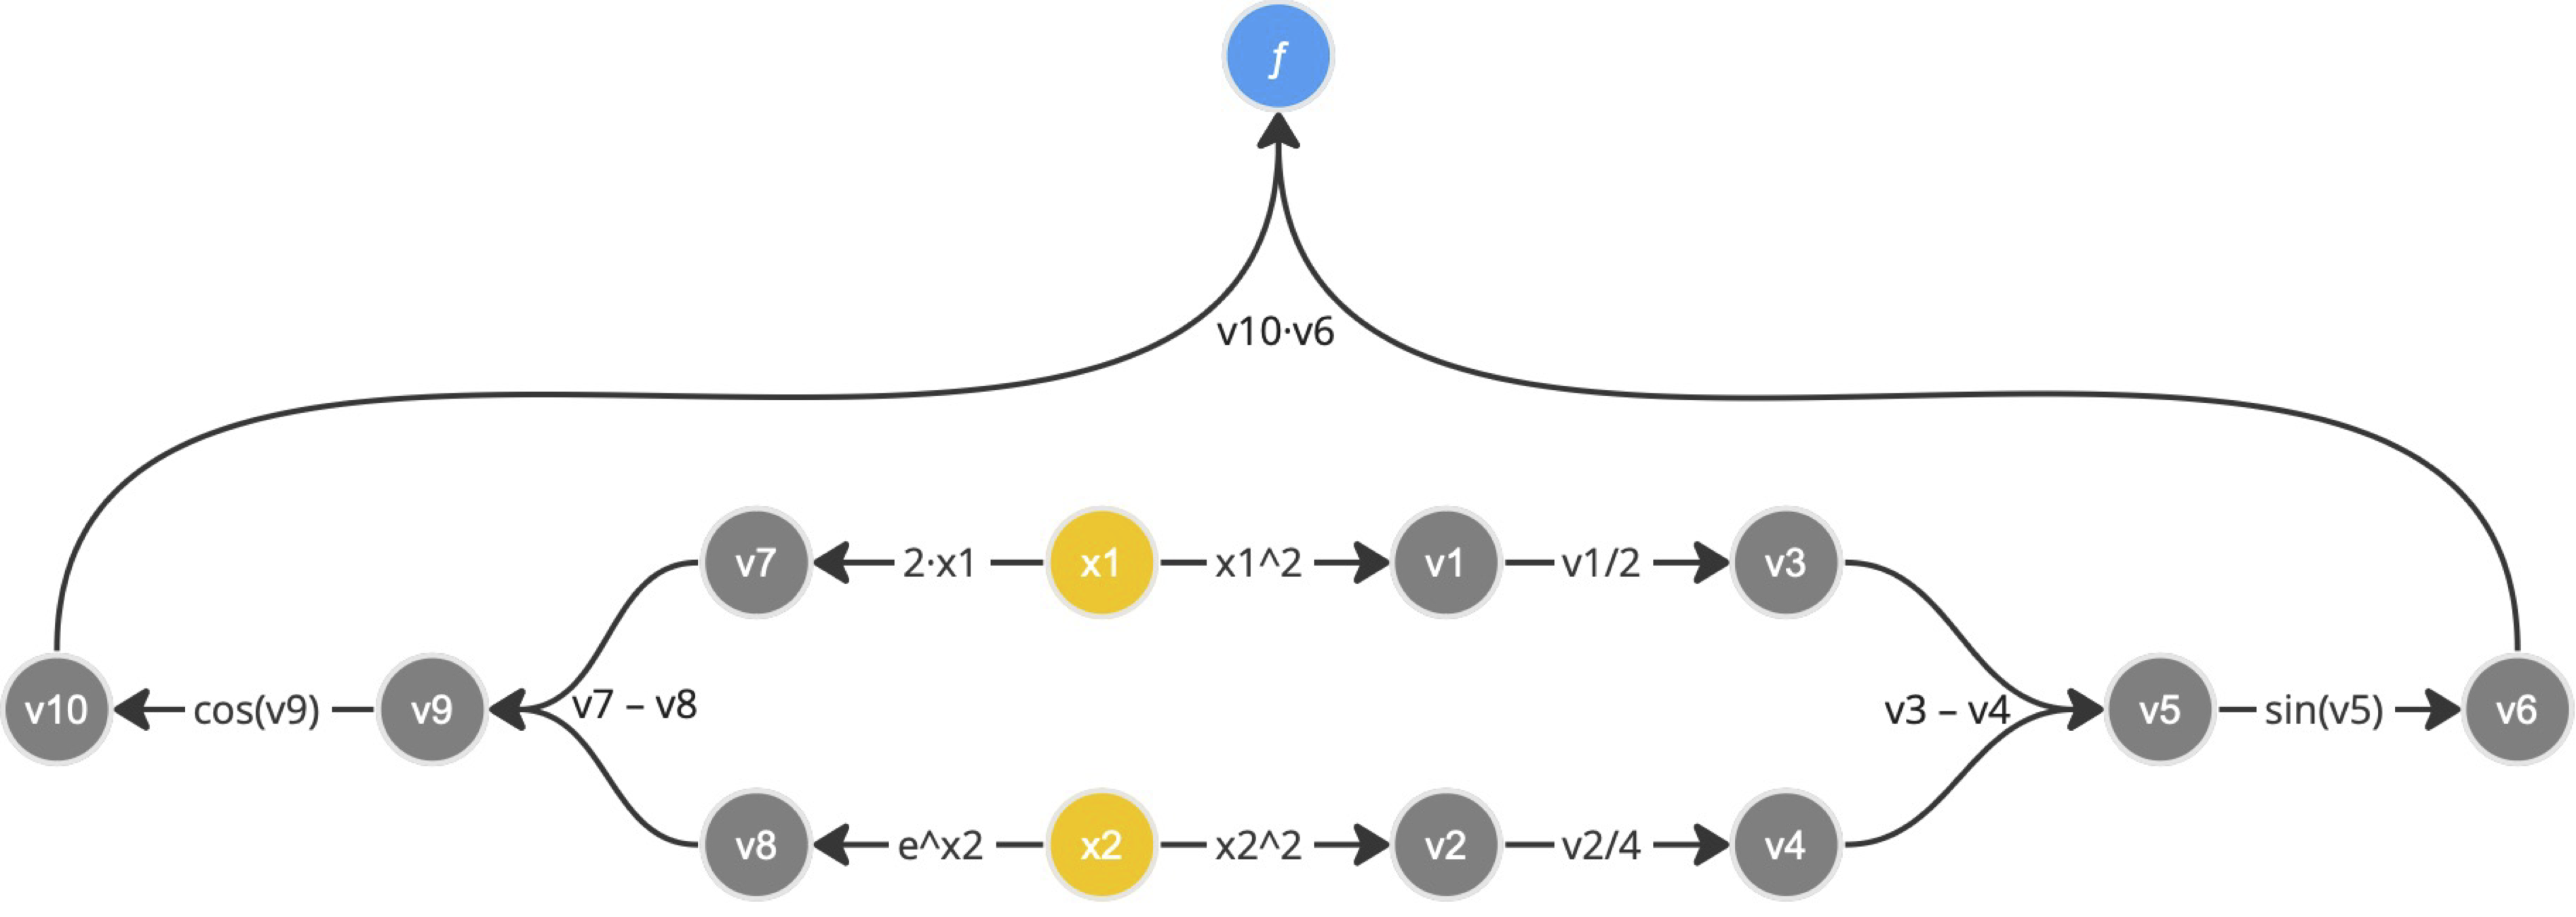 f
v10·v6
v7
2·x1
x1
x1^2
v1
v1/2
v3
v10
cos(v9)
v9
v7 – v8
v3 – v4
v5
sin(v5)
v6
v8
e^x2
x2
x2^2
v2
v2/4
v4